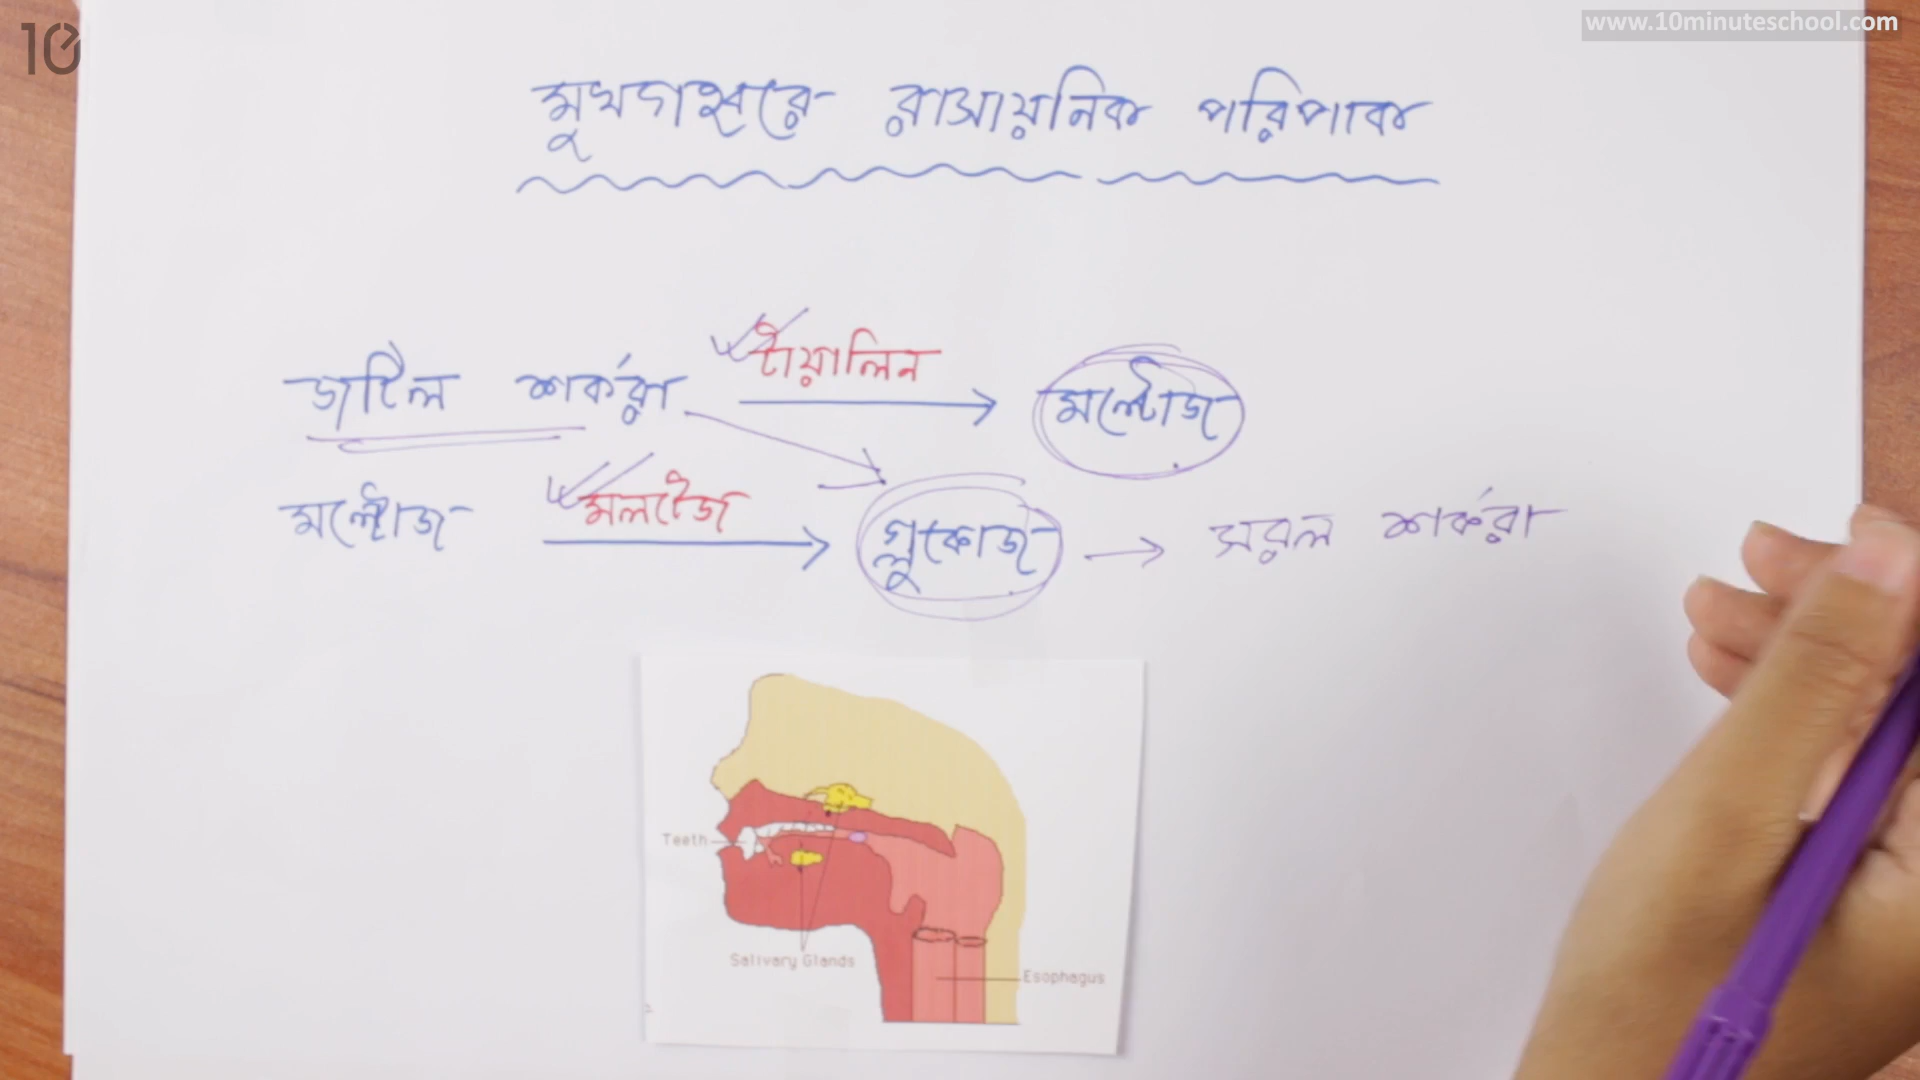 10
www.10minuteschool.com
মুখগহ্বরে রাসায়নিক পরিপাক
জটিল শর্করা টায়ালিন মল্টোজ
মল্টোজ মলটেজ গ্লুকোজ → সরল শর্করা
Teeth
Salivary Glands
Esophagus